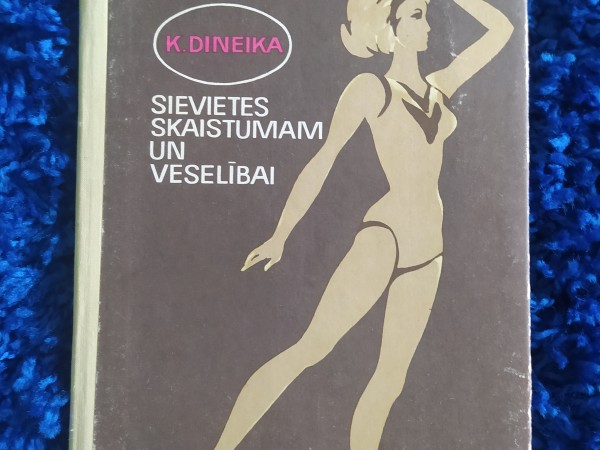 K. DINEIKA
SIEVIETES
SKAISTUMAM
UN
VESELĪBAI